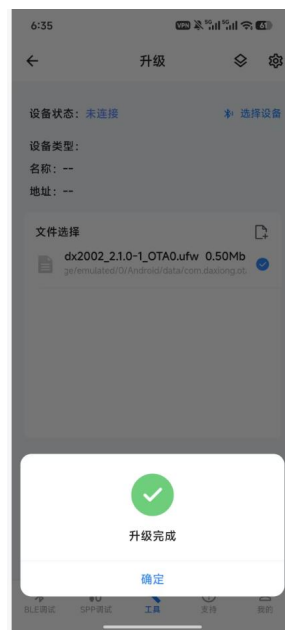 6:35
升级
设备状态：未连接
选择设备
设备类型：
名称：--
地址：--
文件选择
dx2002_2.1.0-1_OTA0.ufw 0.50Mb
ge/emulated/0/Android/data/com.daxiong.ot
升级完成
确定
BLE调试 SPP调试 工具 支持 我的